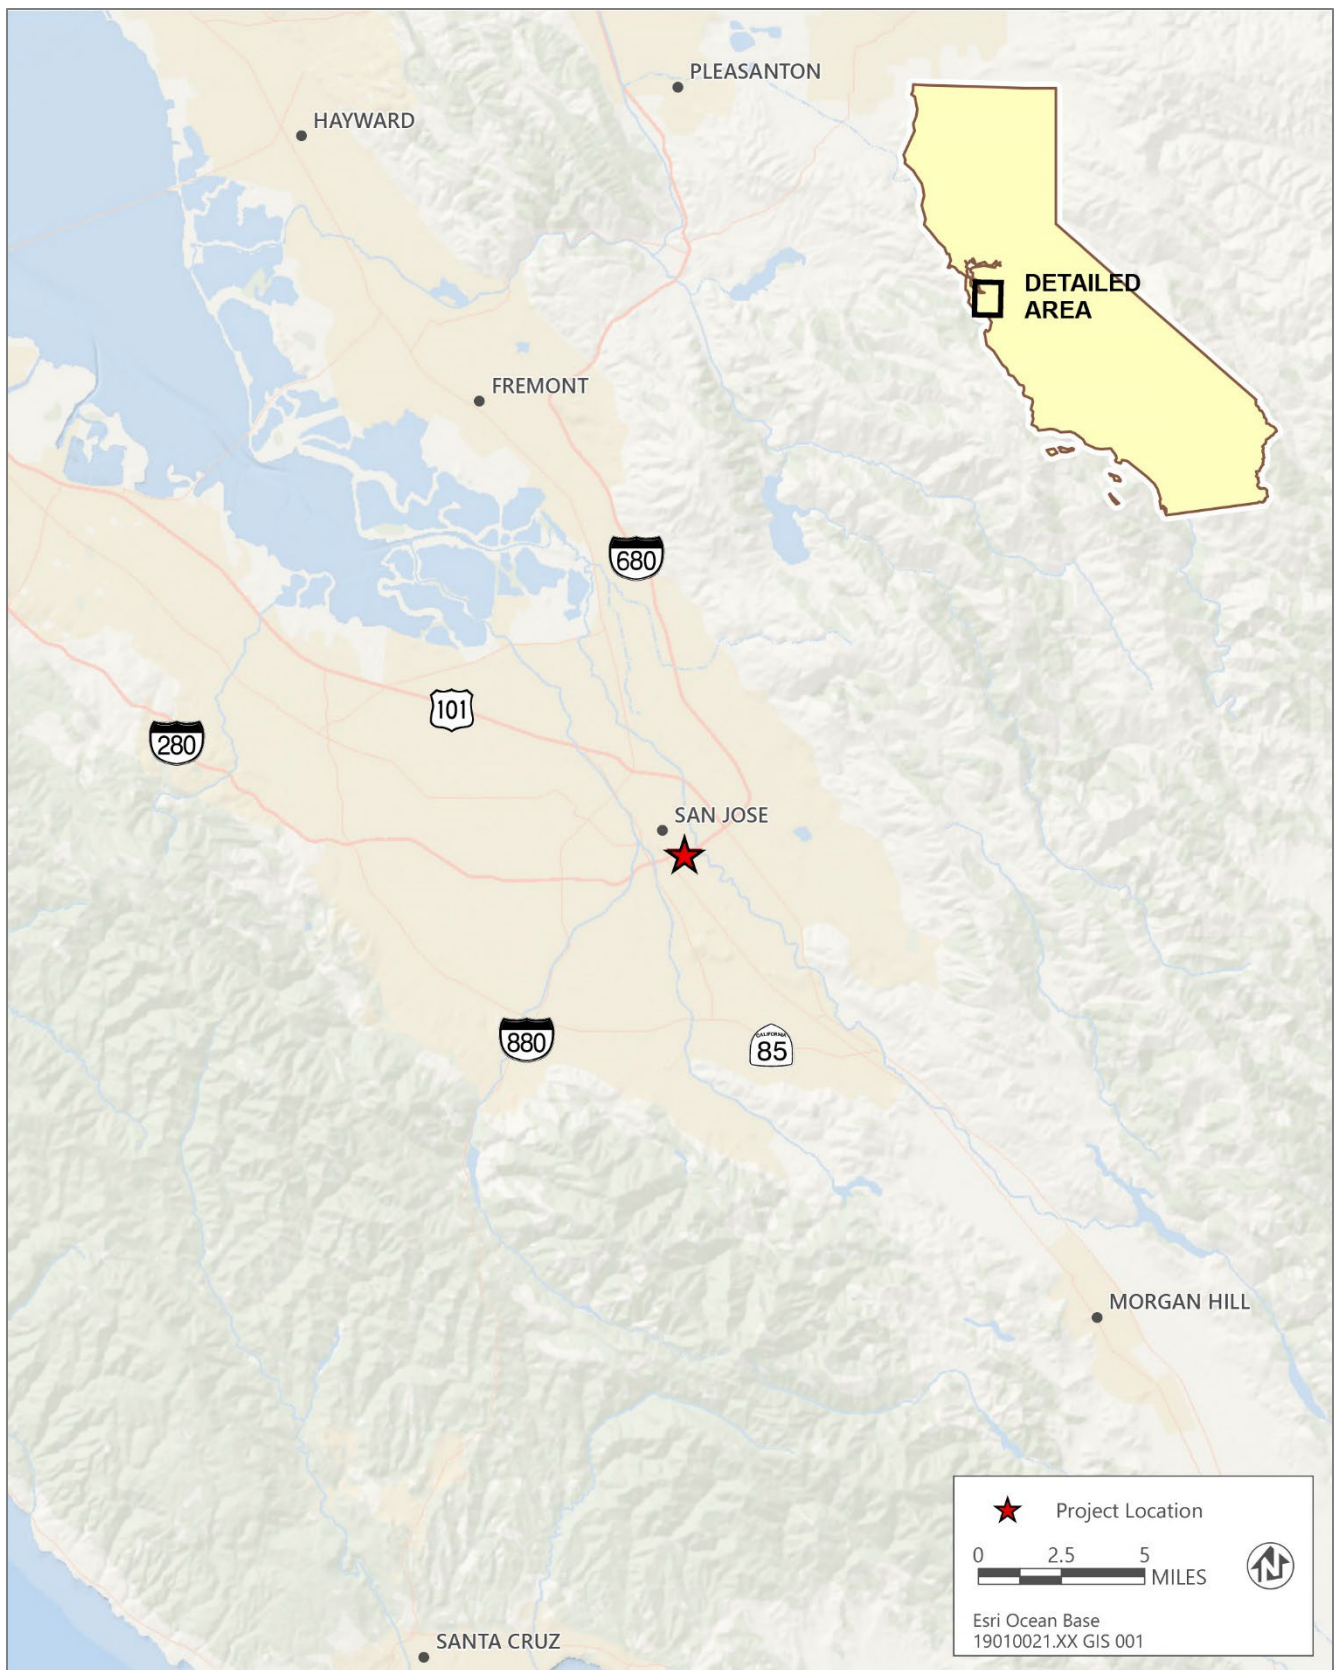 PLEASANTON
HAYWARD
DETAILED
AREA
FREMONT
680
101
280
SAN JOSE
880
CALIFORNIA
85
MORGAN HILL
Project Location
0 2.5 5
MILES
N
Esri Ocean Base
19010021.XX GIS 001
SANTA CRUZ